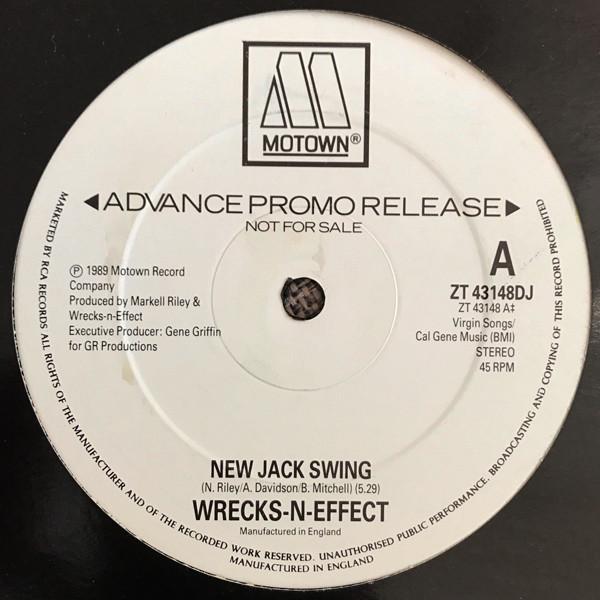 MOTOWN®
◀ADVANCE PROMO RELEASE▶
NOT FOR SALE
A
ZT 43148DJ
ZT 43148 A‡
Virgin Songs/
Cal Gene Music (BMI)
STEREO
45 RPM
℗ 1989 Motown Record
Company
Produced by Markell Riley &
Wrecks-n-Effect
Executive Producer: Gene Griffin
for GR Productions
NEW JACK SWING
(N. Riley/A. Davidson/B. Mitchell) (5.29)
WRECKS-N-EFFECT
Manufactured in England
MARKETED BY RCA RECORDS ALL RIGHTS OF THE MANUFACTURER AND OF THE RECORDED WORK RESERVED. UNAUTHORISED PUBLIC PERFORMANCE, BROADCASTING AND COPYING OF THIS RECORD PROHIBITED
MANUFACTURED IN ENGLAND